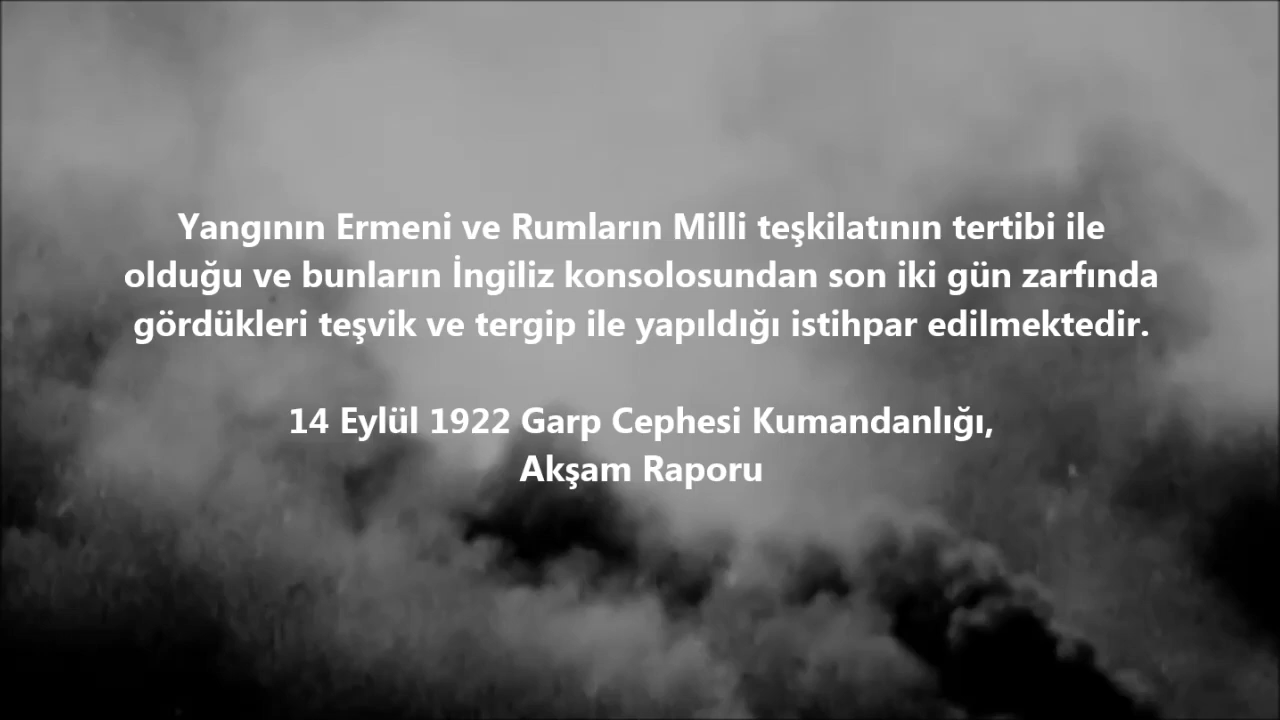 Yangının Ermeni ve Rumların Milli teşkilatının tertibi ile
olduğu ve bunların İngiliz konsolosundan son iki gün zarfında
gördükleri teşvik ve tergip ile yapıldığı istihpar edilmektedir.
14 Eylül 1922 Garp Cephesi Kumandanlığı,
Akşam Raporu